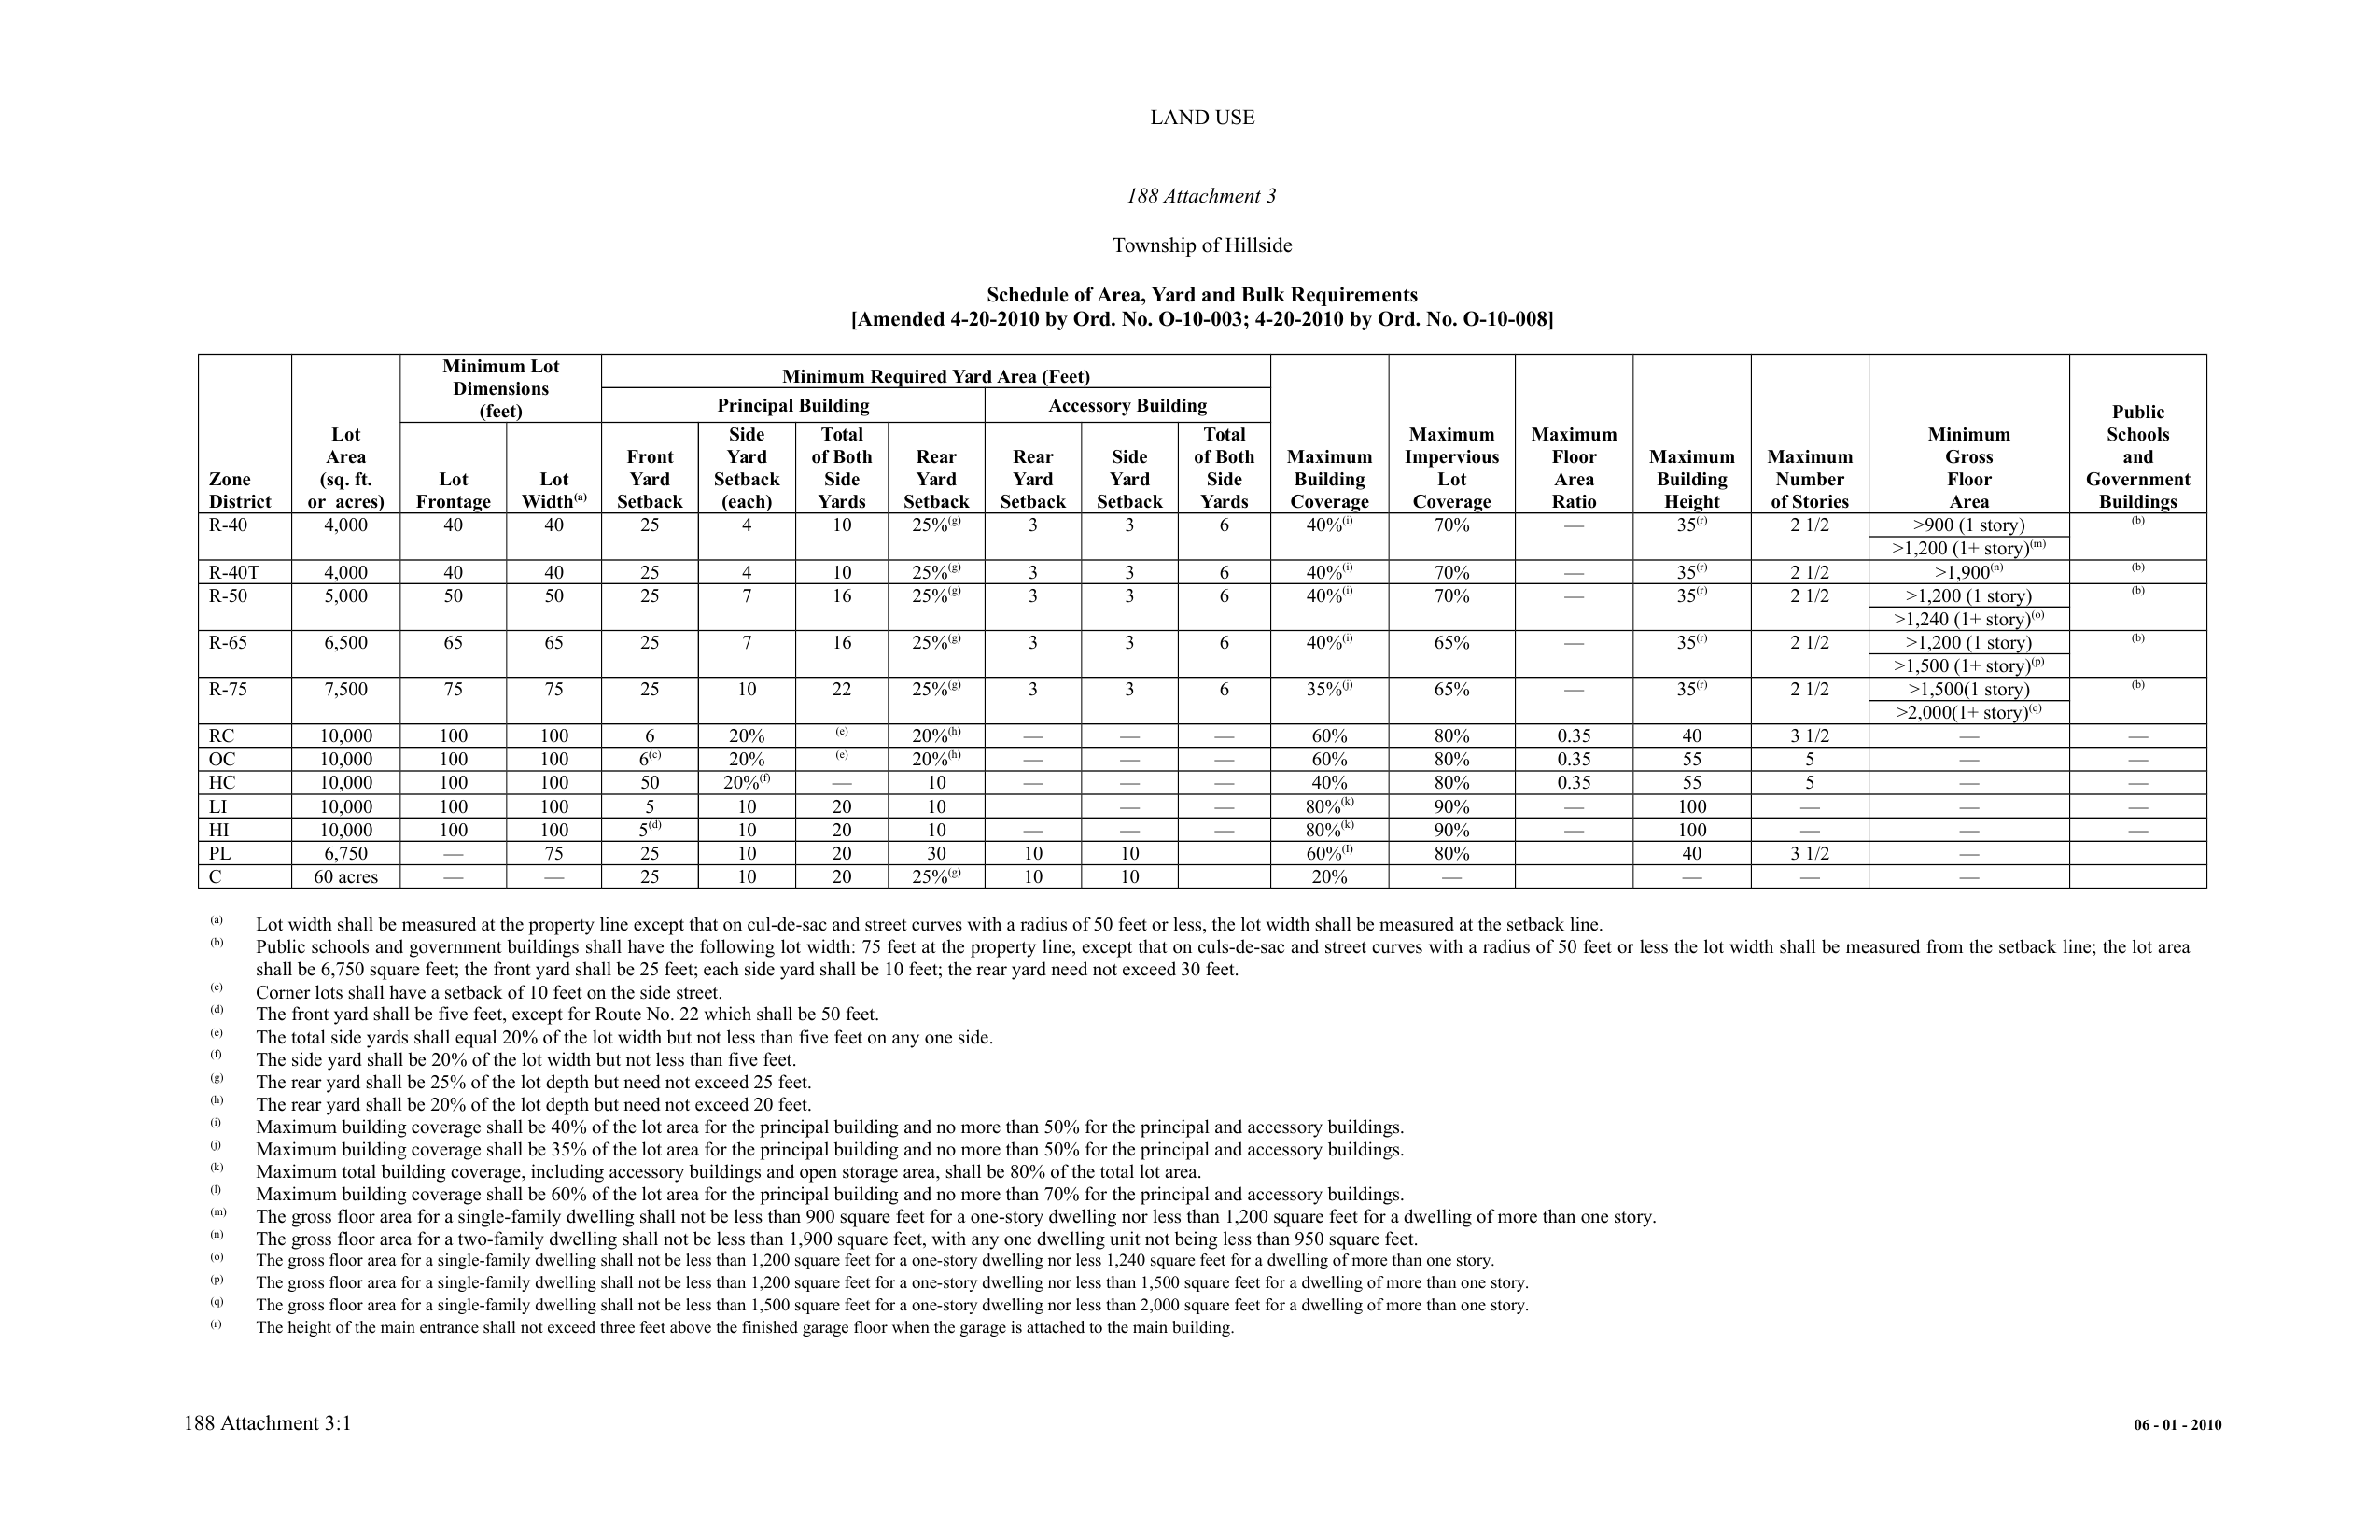 LAND USE
188 Attachment 3
Township of Hillside
Schedule of Area, Yard and Bulk Requirements
[Amended 4-20-2010 by Ord. No. O-10-003; 4-20-2010 by Ord. No. O-10-008]
Zone District | Lot Area (sq. ft. or acres) | Minimum Lot Dimensions (feet) | Minimum Required Yard Area (Feet) | Maximum Building Coverage | Maximum Impervious Lot Coverage | Maximum Floor Area Ratio | Maximum Building Height | Maximum Number of Stories | Minimum Gross Floor Area | Public Schools and Government Buildings
Principal Building | Accessory Building
Lot Frontage | Lot Width(a) | Front Yard Setback | Side Yard Setback (each) | Total of Both Side Yards | Rear Yard Setback | Rear Yard Setback | Side Yard Setback | Total of Both Side Yards
R-40 | 4,000 | 40 | 40 | 25 | 4 | 10 | 25%(g) | 3 | 3 | 6 | 40%(i) | 70% | — | 35(r) | 2 1/2 | >900 (1 story) | (b)
>1,200 (1+ story)(m)
R-40T | 4,000 | 40 | 40 | 25 | 4 | 10 | 25%(g) | 3 | 3 | 6 | 40%(i) | 70% | — | 35(r) | 2 1/2 | >1,900(n) | (b)
R-50 | 5,000 | 50 | 50 | 25 | 7 | 16 | 25%(g) | 3 | 3 | 6 | 40%(i) | 70% | — | 35(r) | 2 1/2 | >1,200 (1 story) | (b)
>1,240 (1+ story)(o)
R-65 | 6,500 | 65 | 65 | 25 | 7 | 16 | 25%(g) | 3 | 3 | 6 | 40%(i) | 65% | — | 35(r) | 2 1/2 | >1,200 (1 story) | (b)
>1,500 (1+ story)(p)
R-75 | 7,500 | 75 | 75 | 25 | 10 | 22 | 25%(g) | 3 | 3 | 6 | 35%(j) | 65% | — | 35(r) | 2 1/2 | >1,500(1 story) | (b)
>2,000(1+ story)(q)
RC | 10,000 | 100 | 100 | 6 | 20% | (e) | 20%(h) | — | — | — | 60% | 80% | 0.35 | 40 | 3 1/2 | — | —
OC | 10,000 | 100 | 100 | 6(c) | 20% | (e) | 20%(h) | — | — | — | 60% | 80% | 0.35 | 55 | 5 | — | —
HC | 10,000 | 100 | 100 | 50 | 20%(f) | — | 10 | — | — | — | 40% | 80% | 0.35 | 55 | 5 | — | —
LI | 10,000 | 100 | 100 | 5 | 10 | 20 | 10 | | — | — | 80%(k) | 90% | — | 100 | — | — | —
HI | 10,000 | 100 | 100 | 5(d) | 10 | 20 | 10 | — | — | — | 80%(k) | 90% | — | 100 | — | — | —
PL | 6,750 | — | 75 | 25 | 10 | 20 | 30 | 10 | 10 | | 60%(l) | 80% | | 40 | 3 1/2 | — |
C | 60 acres | — | — | 25 | 10 | 20 | 25%(g) | 10 | 10 | | 20% | — | | — | — | — |
(a) Lot width shall be measured at the property line except that on cul-de-sac and street curves with a radius of 50 feet or less, the lot width shall be measured at the setback line.
(b) Public schools and government buildings shall have the following lot width: 75 feet at the property line, except that on culs-de-sac and street curves with a radius of 50 feet or less the lot width shall be measured from the setback line; the lot area
shall be 6,750 square feet; the front yard shall be 25 feet; each side yard shall be 10 feet; the rear yard need not exceed 30 feet.
(c) Corner lots shall have a setback of 10 feet on the side street.
(d) The front yard shall be five feet, except for Route No. 22 which shall be 50 feet.
(e) The total side yards shall equal 20% of the lot width but not less than five feet on any one side.
(f) The side yard shall be 20% of the lot width but not less than five feet.
(g) The rear yard shall be 25% of the lot depth but need not exceed 25 feet.
(h) The rear yard shall be 20% of the lot depth but need not exceed 20 feet.
(i) Maximum building coverage shall be 40% of the lot area for the principal building and no more than 50% for the principal and accessory buildings.
(j) Maximum building coverage shall be 35% of the lot area for the principal building and no more than 50% for the principal and accessory buildings.
(k) Maximum total building coverage, including accessory buildings and open storage area, shall be 80% of the total lot area.
(l) Maximum building coverage shall be 60% of the lot area for the principal building and no more than 70% for the principal and accessory buildings.
(m) The gross floor area for a single-family dwelling shall not be less than 900 square feet for a one-story dwelling nor less than 1,200 square feet for a dwelling of more than one story.
(n) The gross floor area for a two-family dwelling shall not be less than 1,900 square feet, with any one dwelling unit not being less than 950 square feet.
(o) The gross floor area for a single-family dwelling shall not be less than 1,200 square feet for a one-story dwelling nor less 1,240 square feet for a dwelling of more than one story.
(p) The gross floor area for a single-family dwelling shall not be less than 1,200 square feet for a one-story dwelling nor less than 1,500 square feet for a dwelling of more than one story.
(q) The gross floor area for a single-family dwelling shall not be less than 1,500 square feet for a one-story dwelling nor less than 2,000 square feet for a dwelling of more than one story.
(r) The height of the main entrance shall not exceed three feet above the finished garage floor when the garage is attached to the main building.
188 Attachment 3:1
06 - 01 - 2010